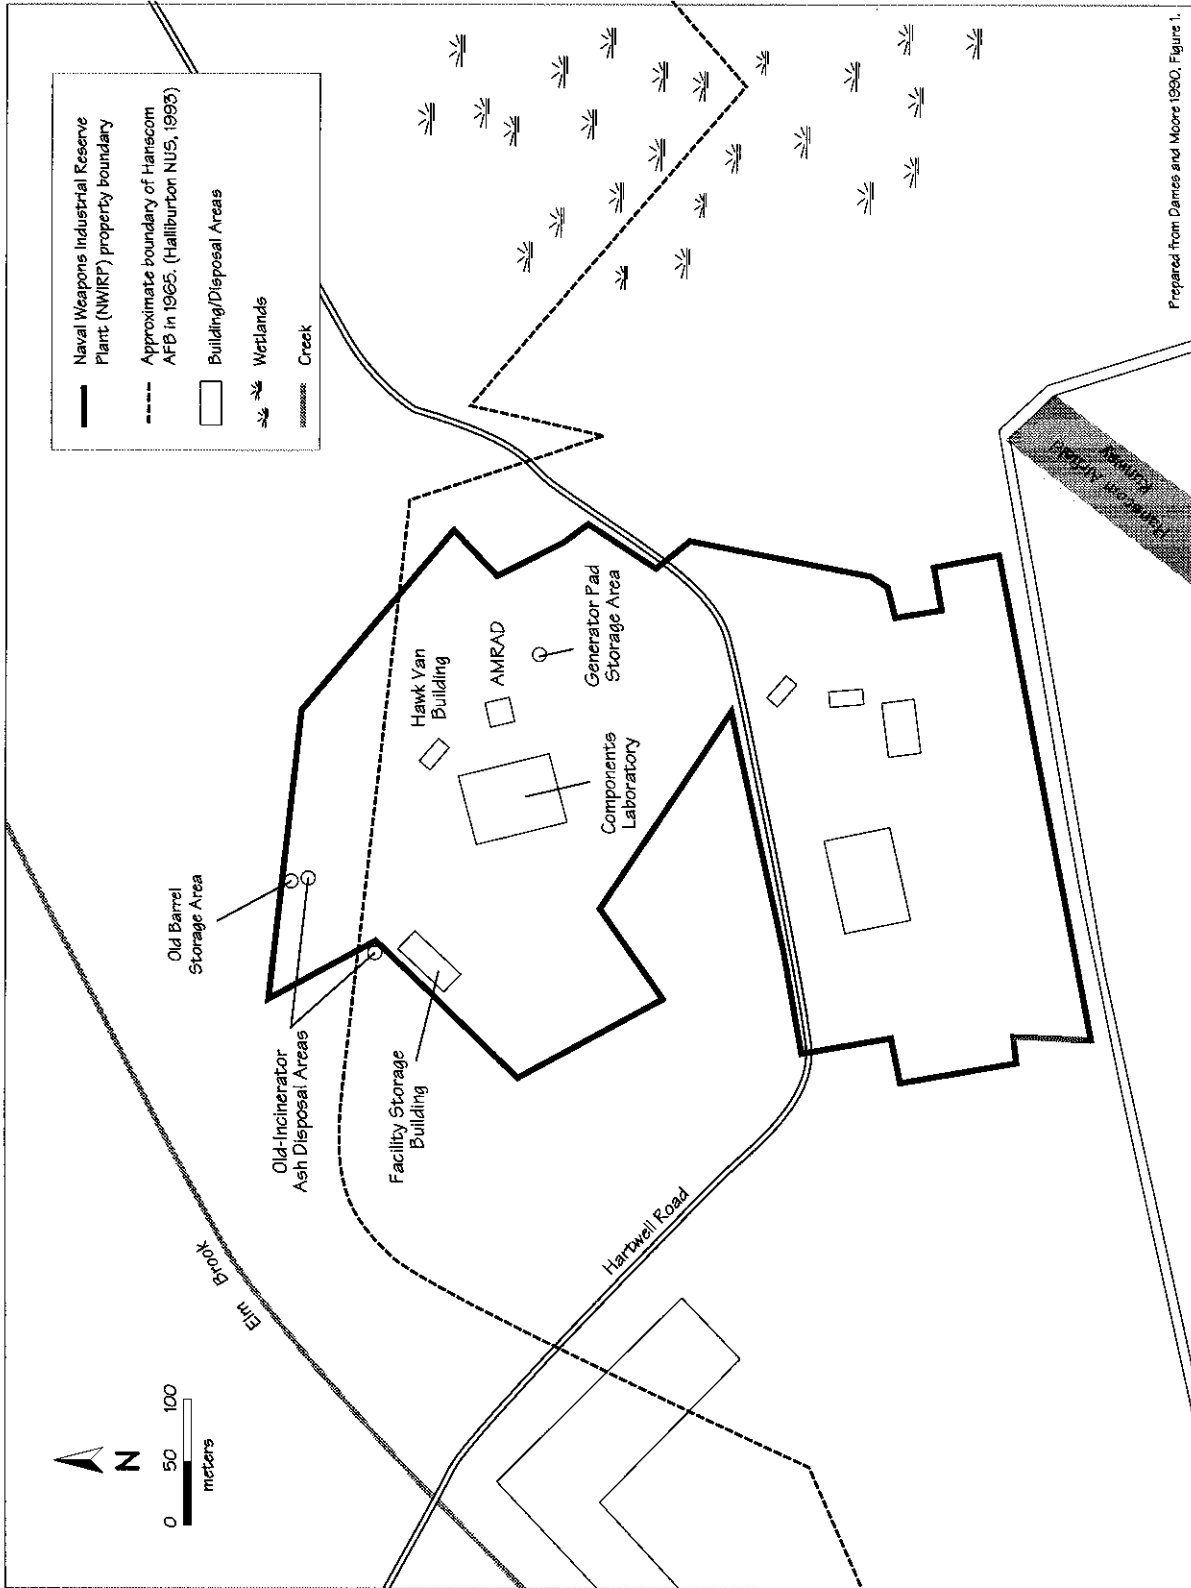 Naval Weapons Industrial Reserve
Plant (NWIRP) property boundary
Approximate boundary of Hanscom
AFB in 1965. (Halliburton NUS, 1993)
Building/Disposal Areas
Wetlands
Creek
N
0 50 100
meters
Elm Brook
Old Barrel
Storage Area
Old-Incinerator
Ash Disposal Areas
Facility Storage
Building
Hawk Van
Building
AMRAD
Generator Pad
Storage Area
Components
Laboratory
Hartwell Road
Hanscom Airfield
Runway
Prepared from Dames and Moore 1990, Figure 1.